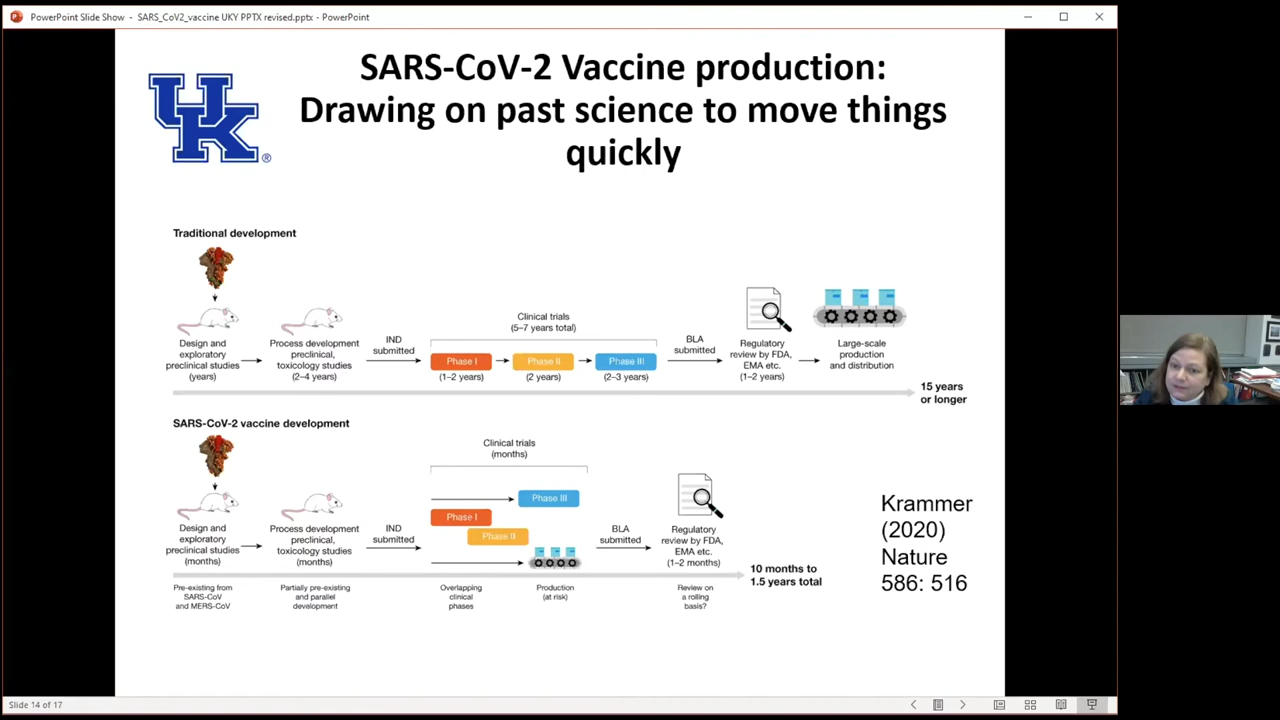 PowerPoint Slide Show - SARS_CoV2_vaccine UKY PPTX revised.pptx - PowerPoint
UK®
SARS-CoV-2 Vaccine production:
Drawing on past science to move things
quickly
Traditional development
Design and
exploratory
preclinical studies
(years)
Process development
preclinical,
toxicology studies
(2–4 years)
IND
submitted
Clinical trials
(5–7 years total)
Phase I
(1–2 years)
Phase II
(2 years)
Phase III
(2–3 years)
BLA
submitted
Regulatory
review by FDA,
EMA etc.
(1–2 years)
Large-scale
production
and distribution
15 years
or longer
SARS-CoV-2 vaccine development
Design and
exploratory
preclinical studies
(months)
Process development
preclinical,
toxicology studies
(months)
IND
submitted
Clinical trials
(months)
Phase III
Phase I
Phase II
BLA
submitted
Regulatory
review by FDA,
EMA etc.
(1–2 months)
10 months to
1.5 years total
Pre-existing from
SARS-CoV
and MERS-CoV
Partially pre-existing
and parallel
development
Overlapping
clinical
phases
Production
(at risk)
Review on
a rolling
basis?
Krammer
(2020)
Nature
586: 516
Slide 14 of 17